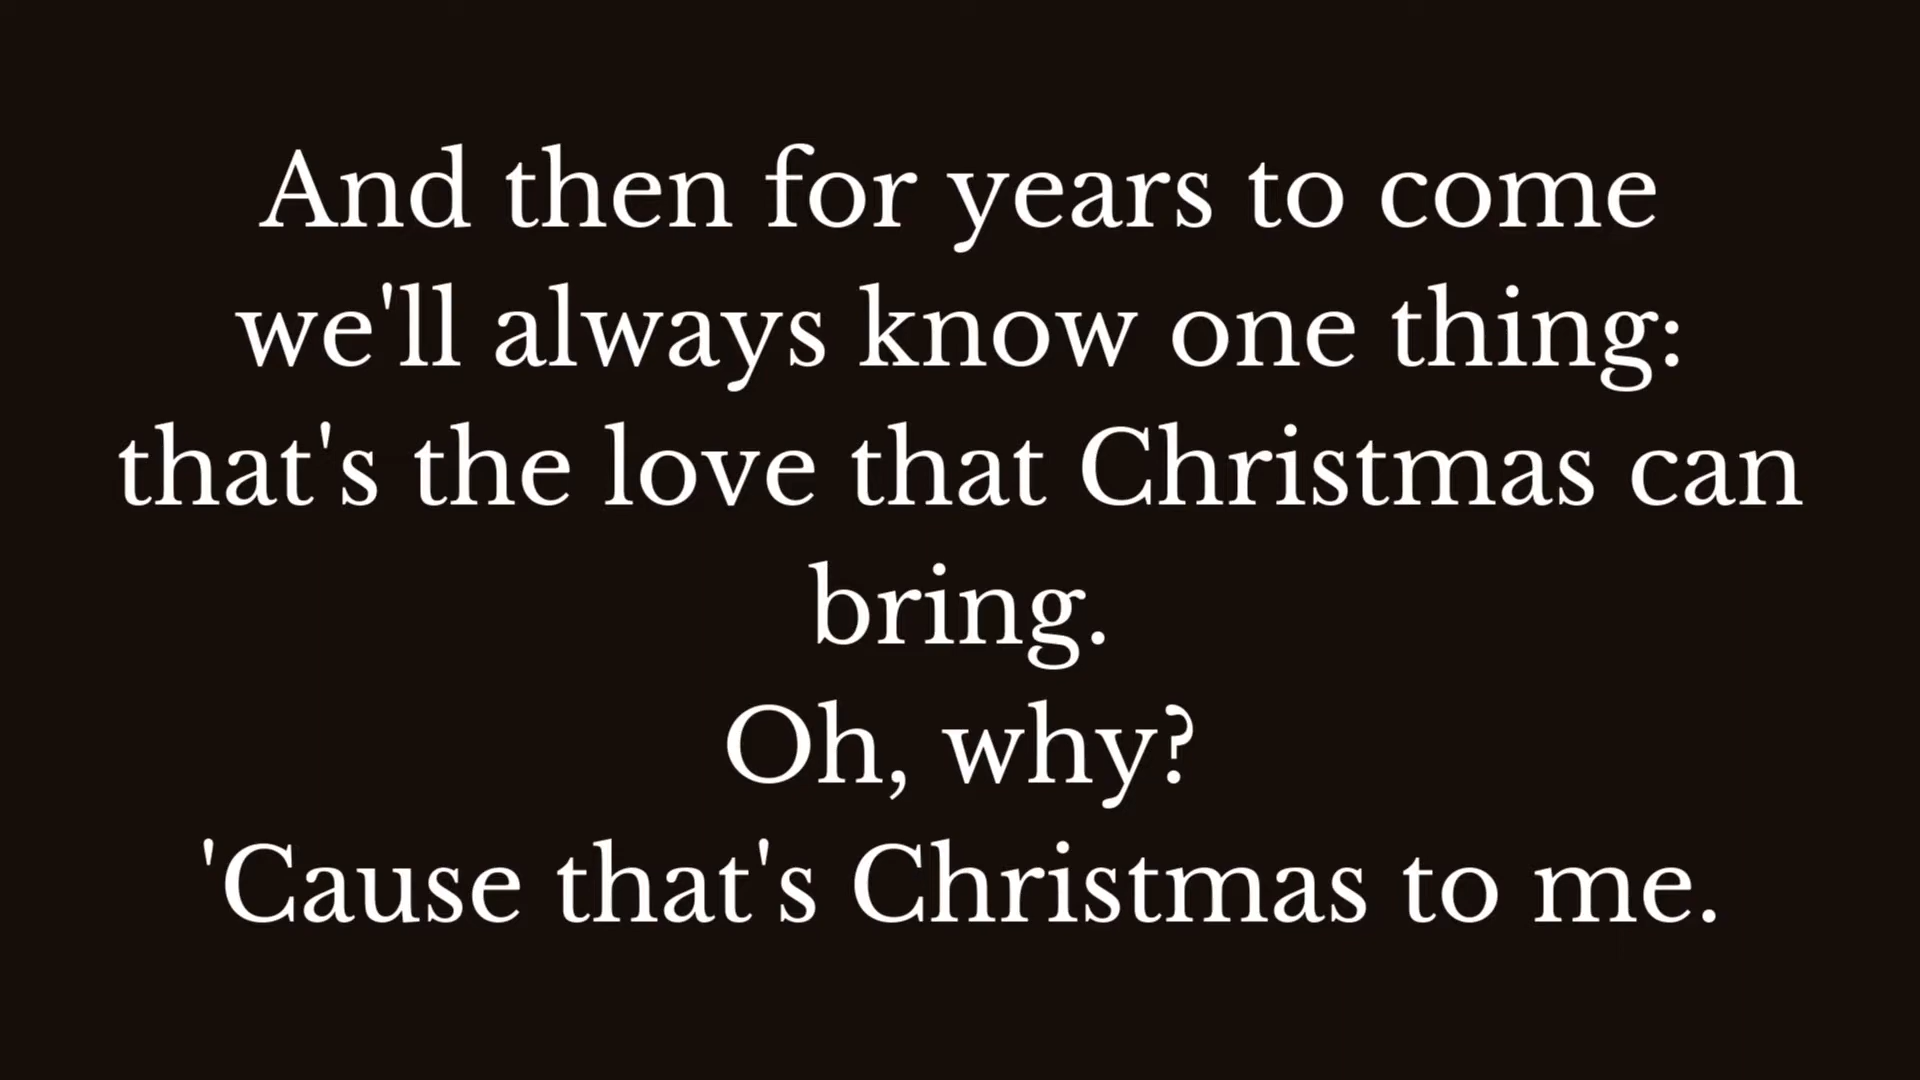 And then for years to come
we'll always know one thing:
that's the love that Christmas can
bring.
Oh, why?
'Cause that's Christmas to me.